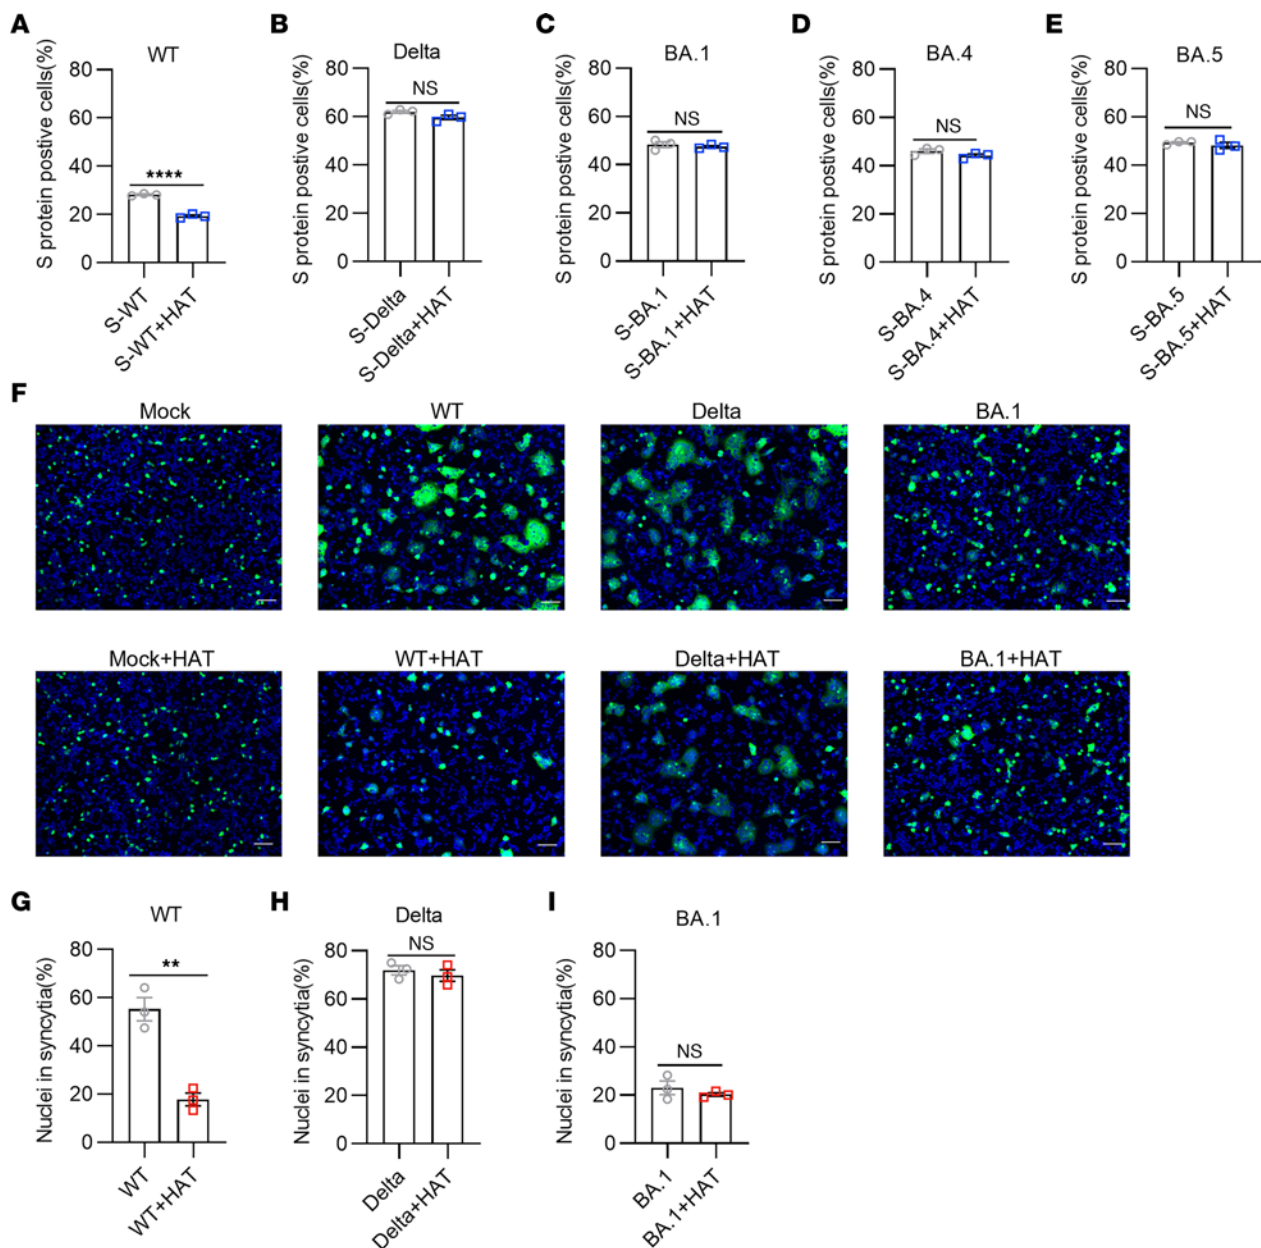 A
WT
S protein postive cells(%)
80
60
40
20
0
****
S-WT
S-WT+HAT
B
Delta
S protein postive cells(%)
80
60
40
20
0
NS
S-Delta
S-Delta+HAT
C
BA.1
S protein postive cells(%)
80
60
40
20
0
NS
S-BA.1
S-BA.1+HAT
D
BA.4
S protein postive cells(%)
80
60
40
20
0
NS
S-BA.4
S-BA.4+HAT
E
BA.5
S protein postive cells(%)
80
60
40
20
0
NS
S-BA.5
S-BA.5+HAT
F
Mock
WT
Delta
BA.1
Mock+HAT
WT+HAT
Delta+HAT
BA.1+HAT
G
WT
Nuclei in syncytia(%)
80
60
40
20
0
**
WT
WT+HAT
H
Delta
Nuclei in syncytia(%)
80
60
40
20
0
NS
Delta
Delta+HAT
I
BA.1
Nuclei in syncytia(%)
80
60
40
20
0
NS
BA.1
BA.1+HAT